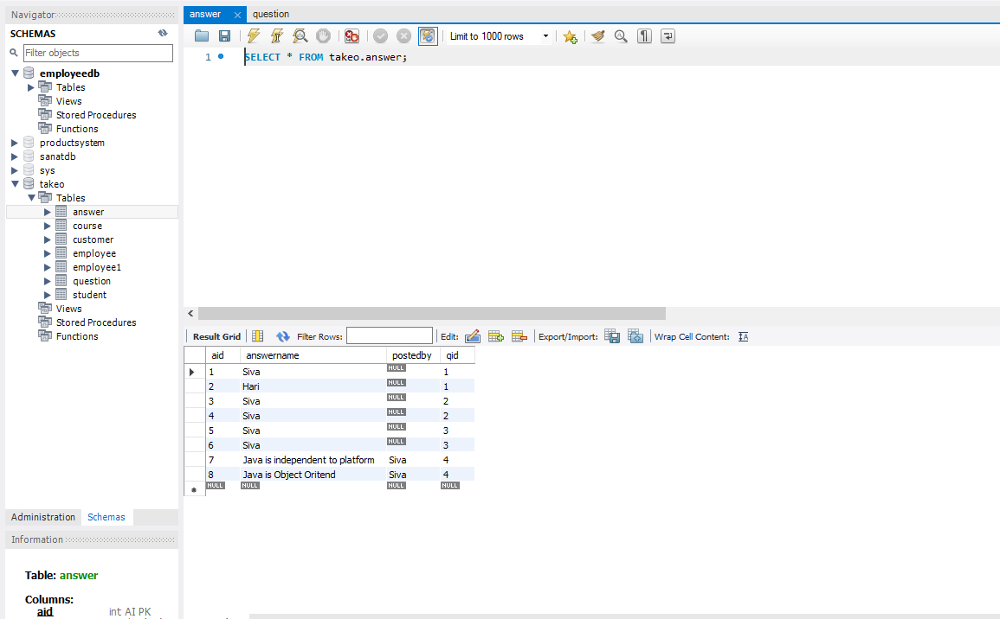 Navigator
SCHEMAS
Filter objects
employeedb
Tables
Views
Stored Procedures
Functions
productsystem
sanatdb
sys
takeo
Tables
answer
course
customer
employee
employee1
question
student
Views
Stored Procedures
Functions
Administration Schemas
Information
Table: answer
Columns:
aid int AI PK
answer question
Limit to 1000 rows
1 SELECT * FROM takeo.answer;
Result Grid Filter Rows: Edit: Export/Import: Wrap Cell Content:
aid answername postedby qid
1 Siva NULL 1
2 Hari NULL 1
3 Siva NULL 2
4 Siva NULL 2
5 Siva NULL 3
6 Siva NULL 3
7 Java is independent to platform Siva 4
8 Java is Object Oritend Siva 4
NULL NULL NULL NULL